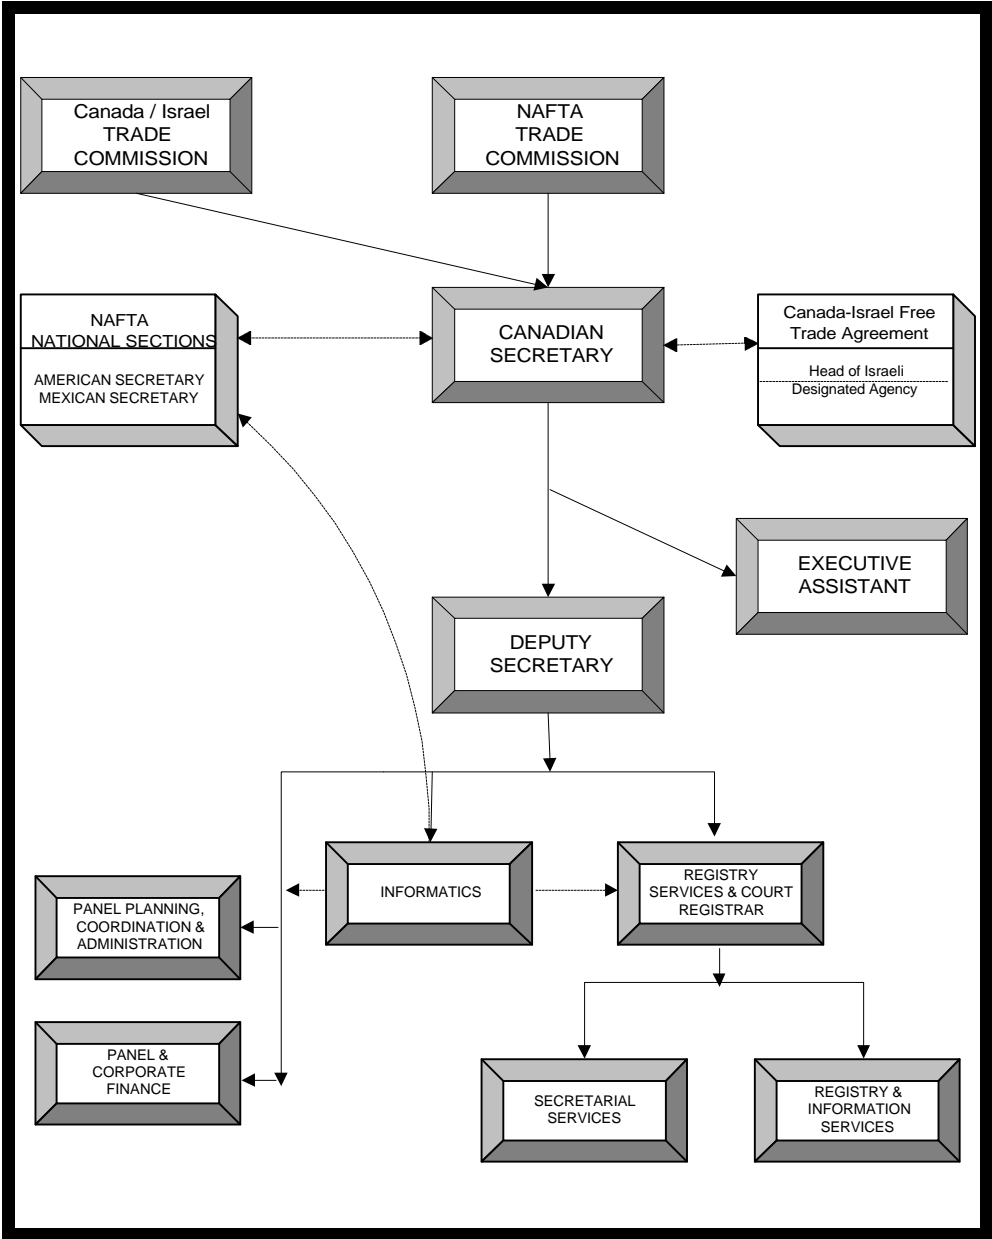 Canada / Israel
TRADE
COMMISSION
NAFTA
TRADE
COMMISSION
NAFTA
NATIONAL SECTIONS
AMERICAN SECRETARY
MEXICAN SECRETARY
CANADIAN
SECRETARY
Canada-Israel Free
Trade Agreement
Head of Israeli
Designated Agency
EXECUTIVE
ASSISTANT
DEPUTY
SECRETARY
INFORMATICS
REGISTRY
SERVICES & COURT
REGISTRAR
PANEL PLANNING,
COORDINATION &
ADMINISTRATION
PANEL &
CORPORATE
FINANCE
SECRETARIAL
SERVICES
REGISTRY &
INFORMATION
SERVICES